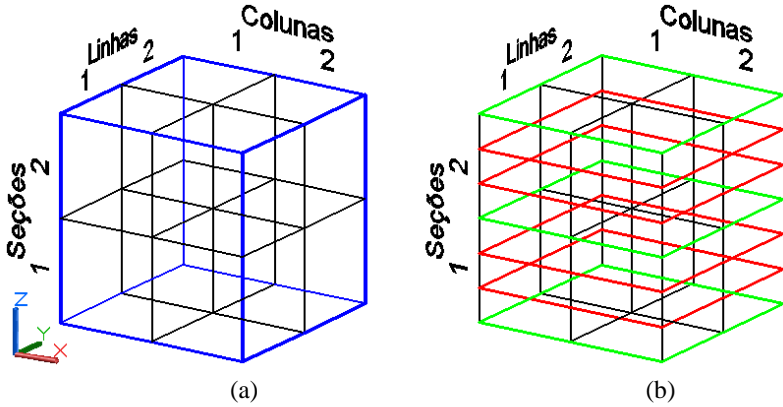 Linhas
1 2
Colunas
1 2
Seções
1 2
Z
Y
X
(a)
Linhas
1 2
Colunas
1 2
Seções
1 2
(b)